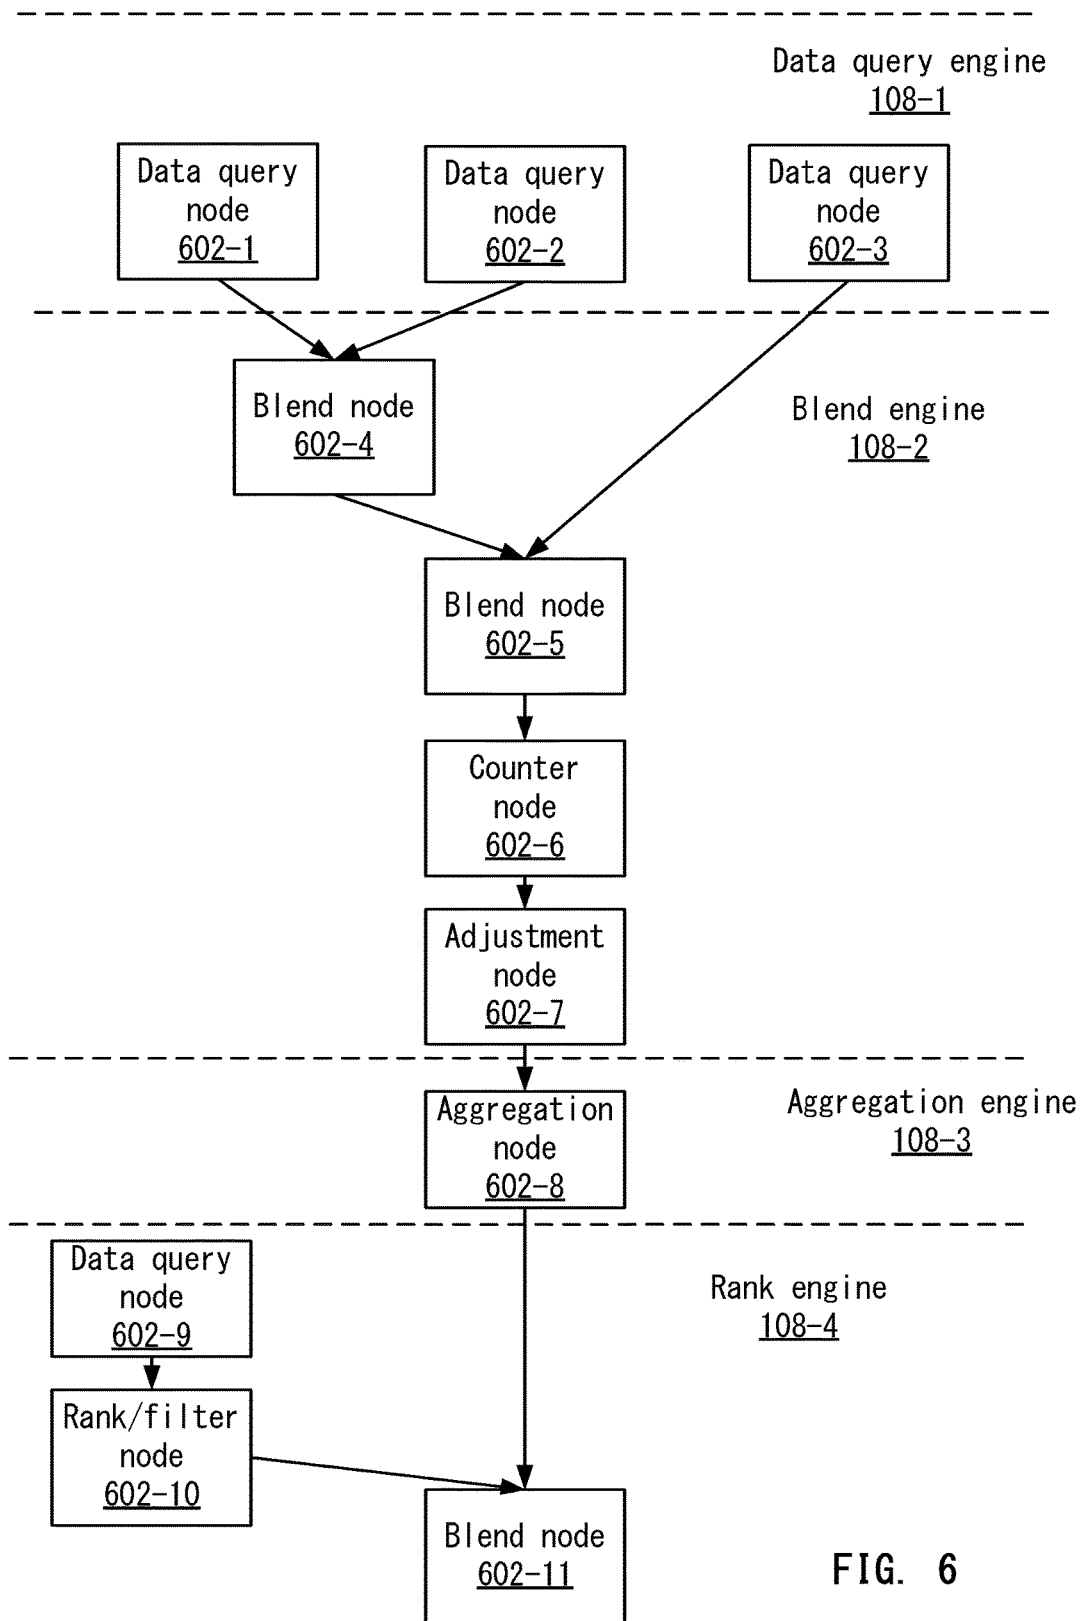 Data query engine
108-1
Data query
node
602-1
Data query
node
602-2
Data query
node
602-3
Blend node
602-4
Blend engine
108-2
Blend node
602-5
Counter
node
602-6
Adjustment
node
602-7
Aggregation
node
602-8
Aggregation engine
108-3
Data query
node
602-9
Rank engine
108-4
Rank/filter
node
602-10
Blend node
602-11
FIG. 6